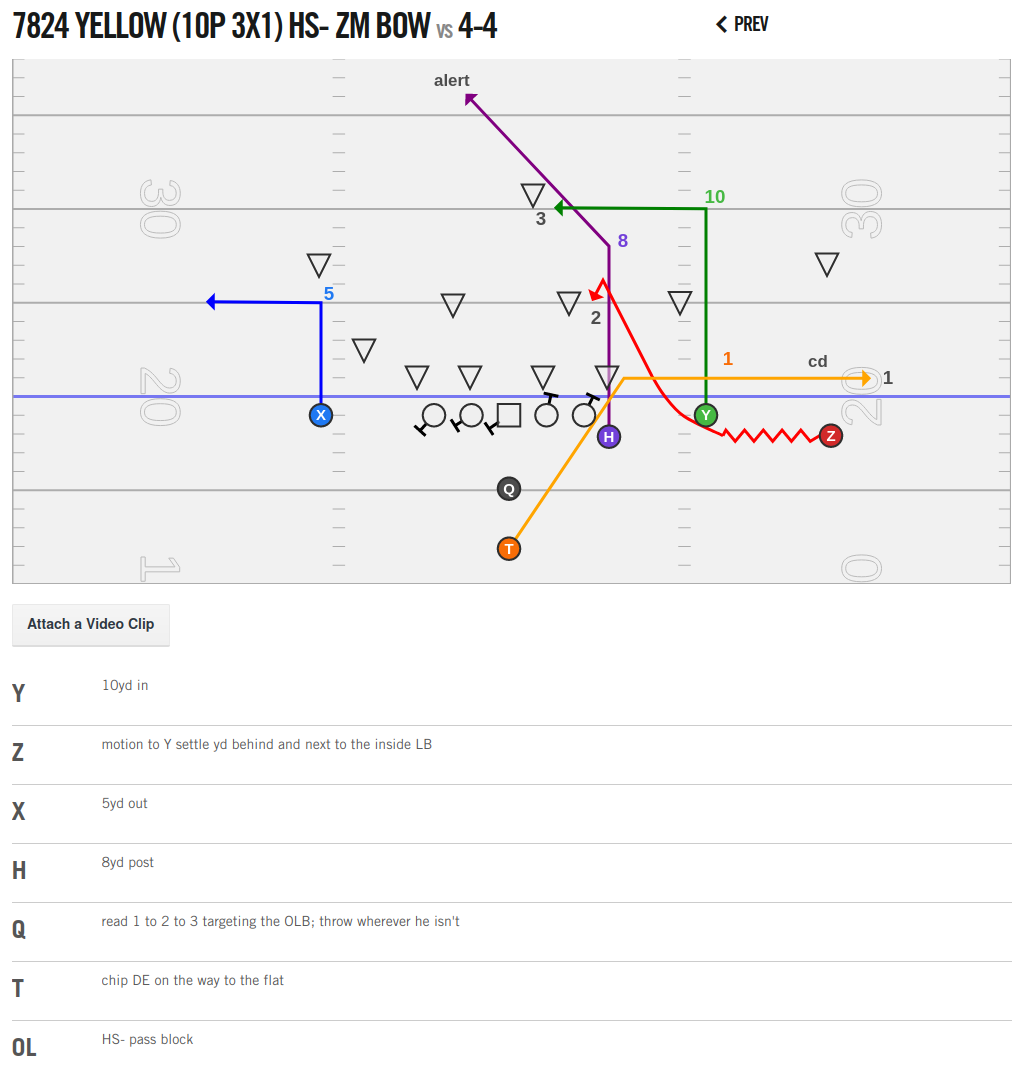 7824 YELLOW (10P 3X1) HS- ZM BOW vs 4-4
PREV
alert
30
30
10
3
8
5
2
1
cd
1
20
20
X
H
Y
Z
Q
T
1
0
Attach a Video Clip
Y 10yd in
Z motion to Y settle yd behind and next to the inside LB
X 5yd out
H 8yd post
Q read 1 to 2 to 3 targeting the OLB; throw wherever he isn't
T chip DE on the way to the flat
OL HS- pass block